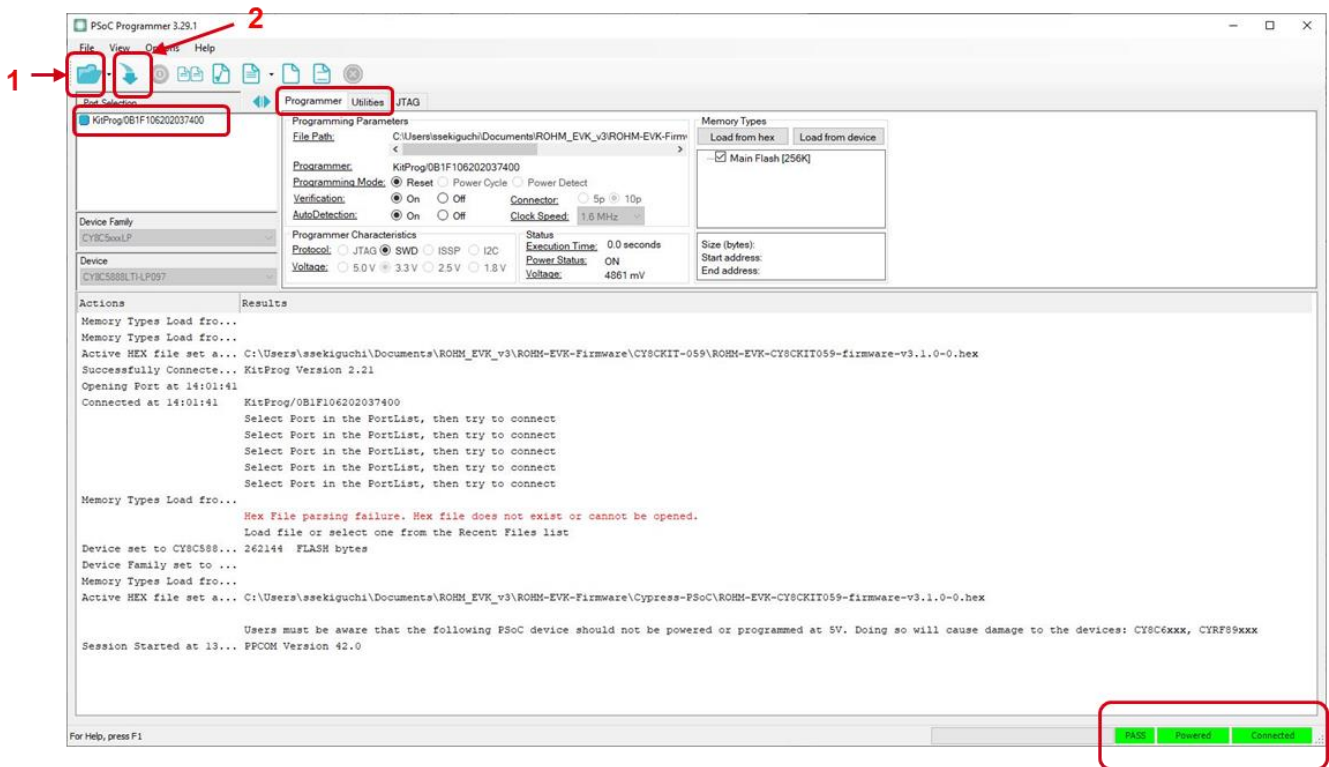 2
PSoC Programmer 3.29.1
File View Options Help
1
Port Selection
Programmer Utilities JTAG
KitProg/0B1F106202037400
Programming Parameters
File Path: C:\Users\ssekiguchi\Documents\ROHM_EVK_v3\ROHM-EVK-Firmw
Programmer: KitProg/0B1F106202037400
Programming Mode: Reset Power Cycle Power Detect
Verification: On Off Connector: 5p 10p
AutoDetection: On Off Clock Speed: 1.6 MHz
Memory Types
Load from hex Load from device
Main Flash [256K]
Device Family
CY8C5xxxLP
Device
CY8C5888LTI-LP097
Programmer Characteristics
Protocol: JTAG SWD ISSP I2C
Voltage: 5.0 V 3.3 V 2.5 V 1.8 V
Status
Execution Time: 0.0 seconds
Power Status: ON
Voltage: 4861 mV
Size (bytes):
Start address:
End address:
Actions Results
Memory Types Load fro...
Memory Types Load fro...
Active HEX file set a... C:\Users\ssekiguchi\Documents\ROHM_EVK_v3\ROHM-EVK-Firmware\CY8CKIT-059\ROHM-EVK-CY8CKIT059-firmware-v3.1.0-0.hex
Successfully Connecte... KitProg Version 2.21
Opening Port at 14:01:41
Connected at 14:01:41 KitProg/0B1F106202037400
Select Port in the PortList, then try to connect
Select Port in the PortList, then try to connect
Select Port in the PortList, then try to connect
Select Port in the PortList, then try to connect
Select Port in the PortList, then try to connect
Memory Types Load fro...
Hex File parsing failure. Hex file does not exist or cannot be opened.
Load file or select one from the Recent Files list
Device set to CY8C588... 262144 FLASH bytes
Device Family set to ...
Memory Types Load fro...
Active HEX file set a... C:\Users\ssekiguchi\Documents\ROHM_EVK_v3\ROHM-EVK-Firmware\Cypress-PSoC\ROHM-EVK-CY8CKIT059-firmware-v3.1.0-0.hex
Users must be aware that the following PSoC device should not be powered or programmed at 5V. Doing so will cause damage to the devices: CY8C6xxx, CYRF89xxx
Session Started at 13... PPCOM Version 42.0
For Help, press F1
PASS Powered Connected